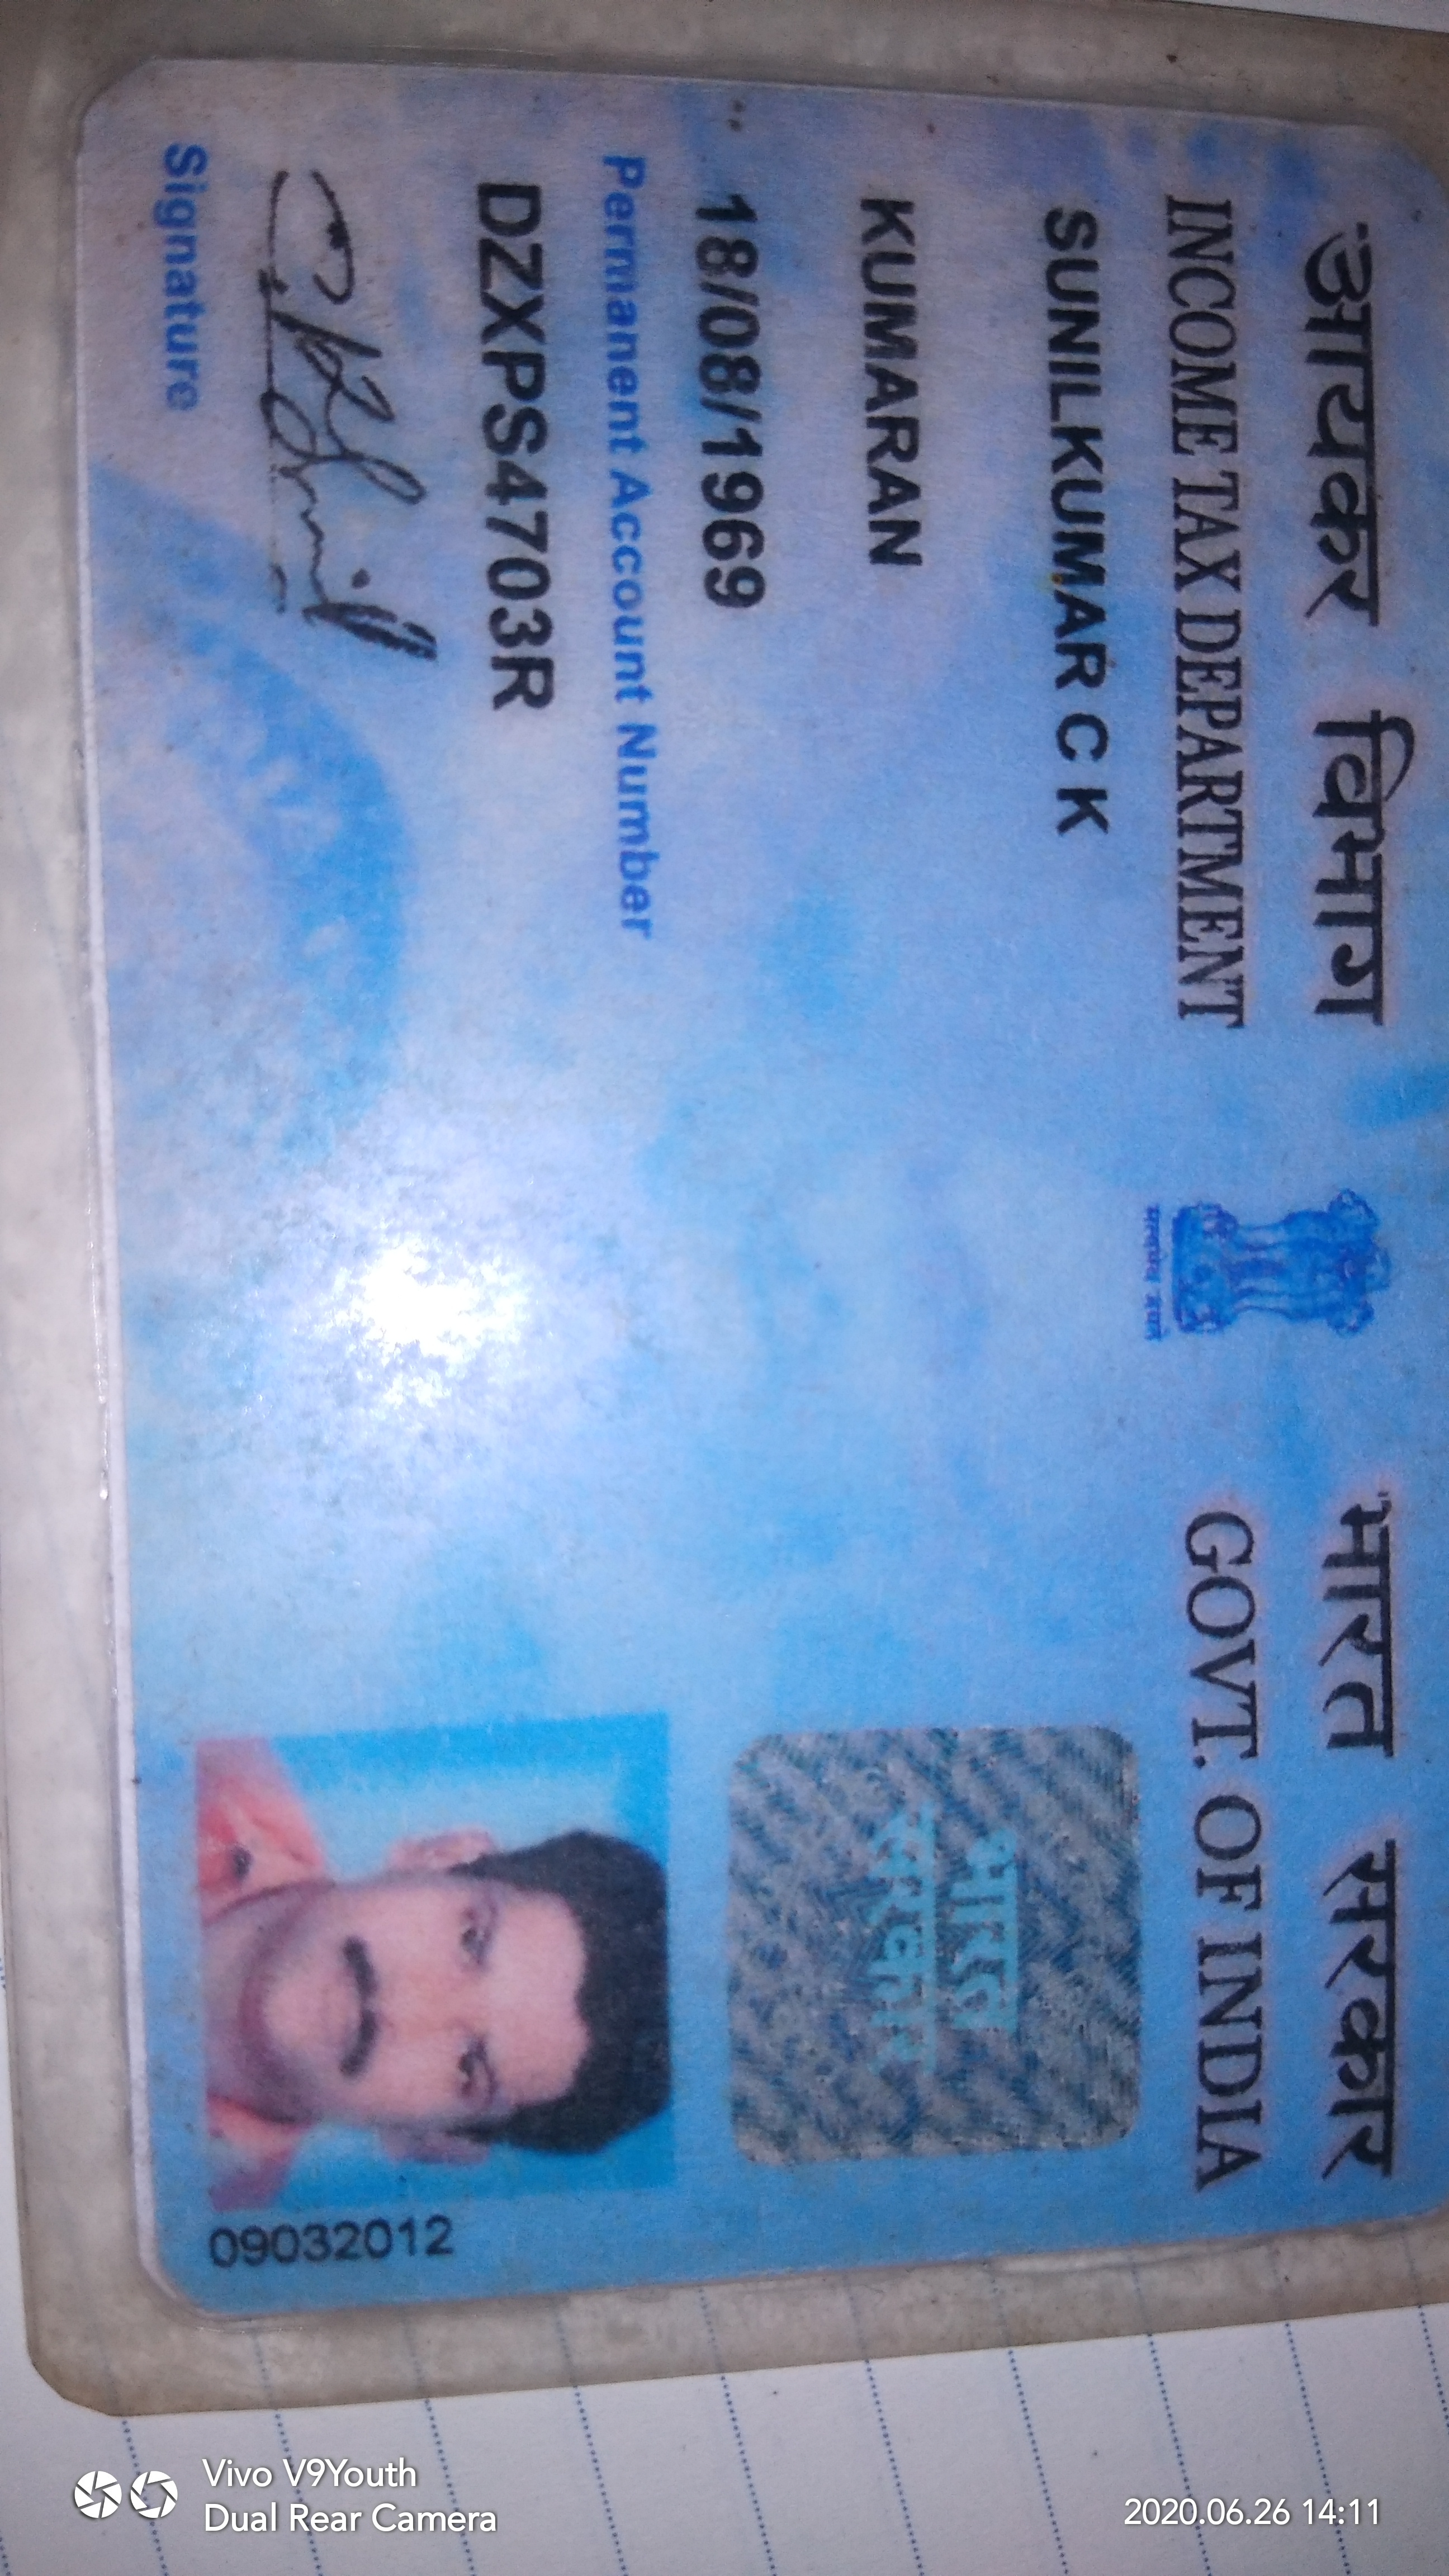 आयकर विभाग
INCOME TAX DEPARTMENT
भारत सरकार
GOVT. OF INDIA
SUNILKUMAR C K
KUMARAN
18/08/1969
Permanent Account Number
DZXPS4703R
Signature
सत्यमेव जयते
भारत
सरकार
09032012
Vivo V9Youth
Dual Rear Camera
2020.06.26 14:11